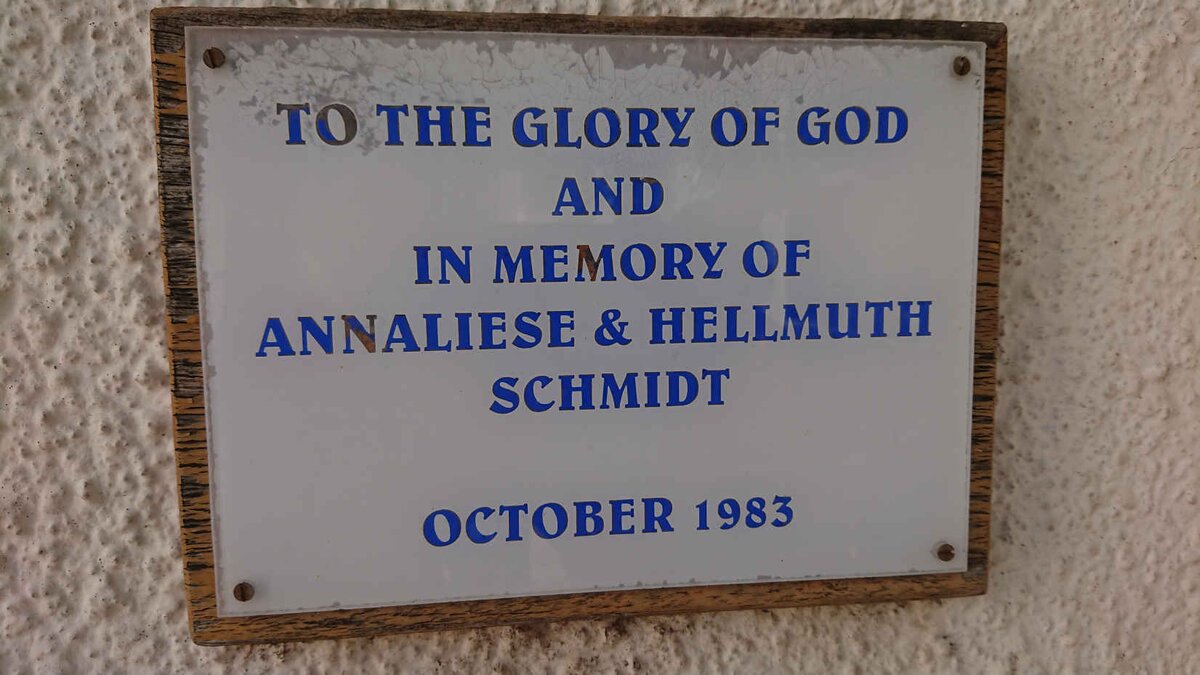 TO THE GLORY OF GOD
AND
IN MEMORY OF
ANNALIESE & HELLMUTH
SCHMIDT
OCTOBER 1983